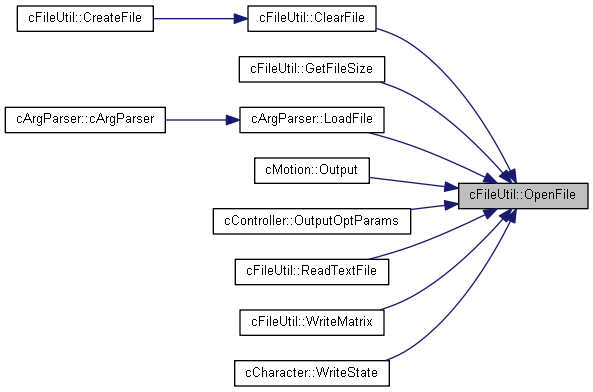 cFileUtil::CreateFile
cFileUtil::ClearFile
cFileUtil::GetFileSize
cArgParser::cArgParser
cArgParser::LoadFile
cMotion::Output
cFileUtil::OpenFile
cController::OutputOptParams
cFileUtil::ReadTextFile
cFileUtil::WriteMatrix
cCharacter::WriteState